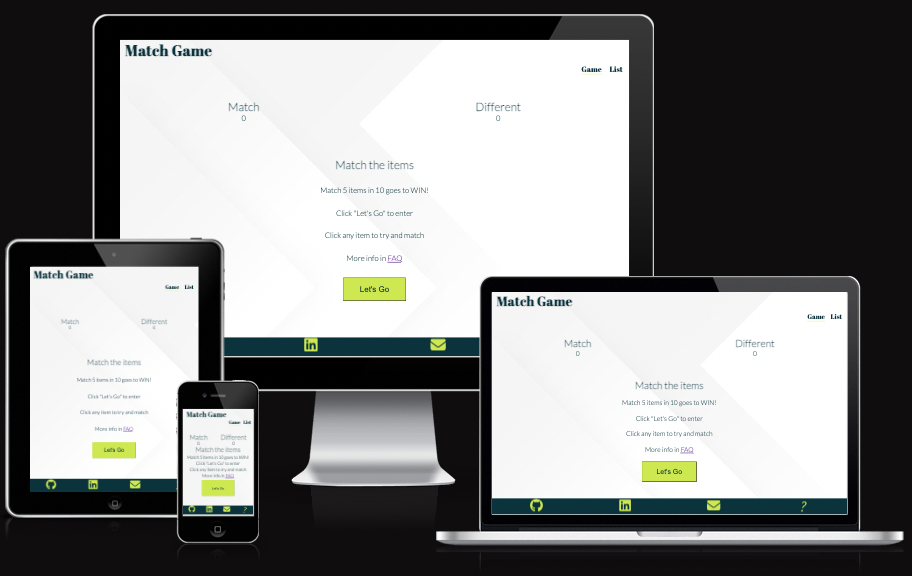 Match Game
Game List
Match Different
0 0
Match the items
Match 5 items in 10 goes to WIN!
Click "Let's Go" to enter
Click any item to try and match
More info in FAQ
Let's Go
Match Game
Game List
Match Different
0 0
Match the items
Match 5 items in 10 goes to WIN!
Click "Let's Go" to enter
Click any item to try and match
More info in FAQ
Let's Go
Match Game
Game List
Match Different
0 0
Match the items
Match 5 items in 10 goes to WIN!
Click "Let's Go" to enter
Click any item to try and match
More info in FAQ
Let's Go
?
Match Game
Game List
Match Different
0 0
Match the items
Match 5 items in 10 goes to WIN!
Click "Let's Go" to enter
Click any item to try and match
More info in FAQ
Let's Go
?